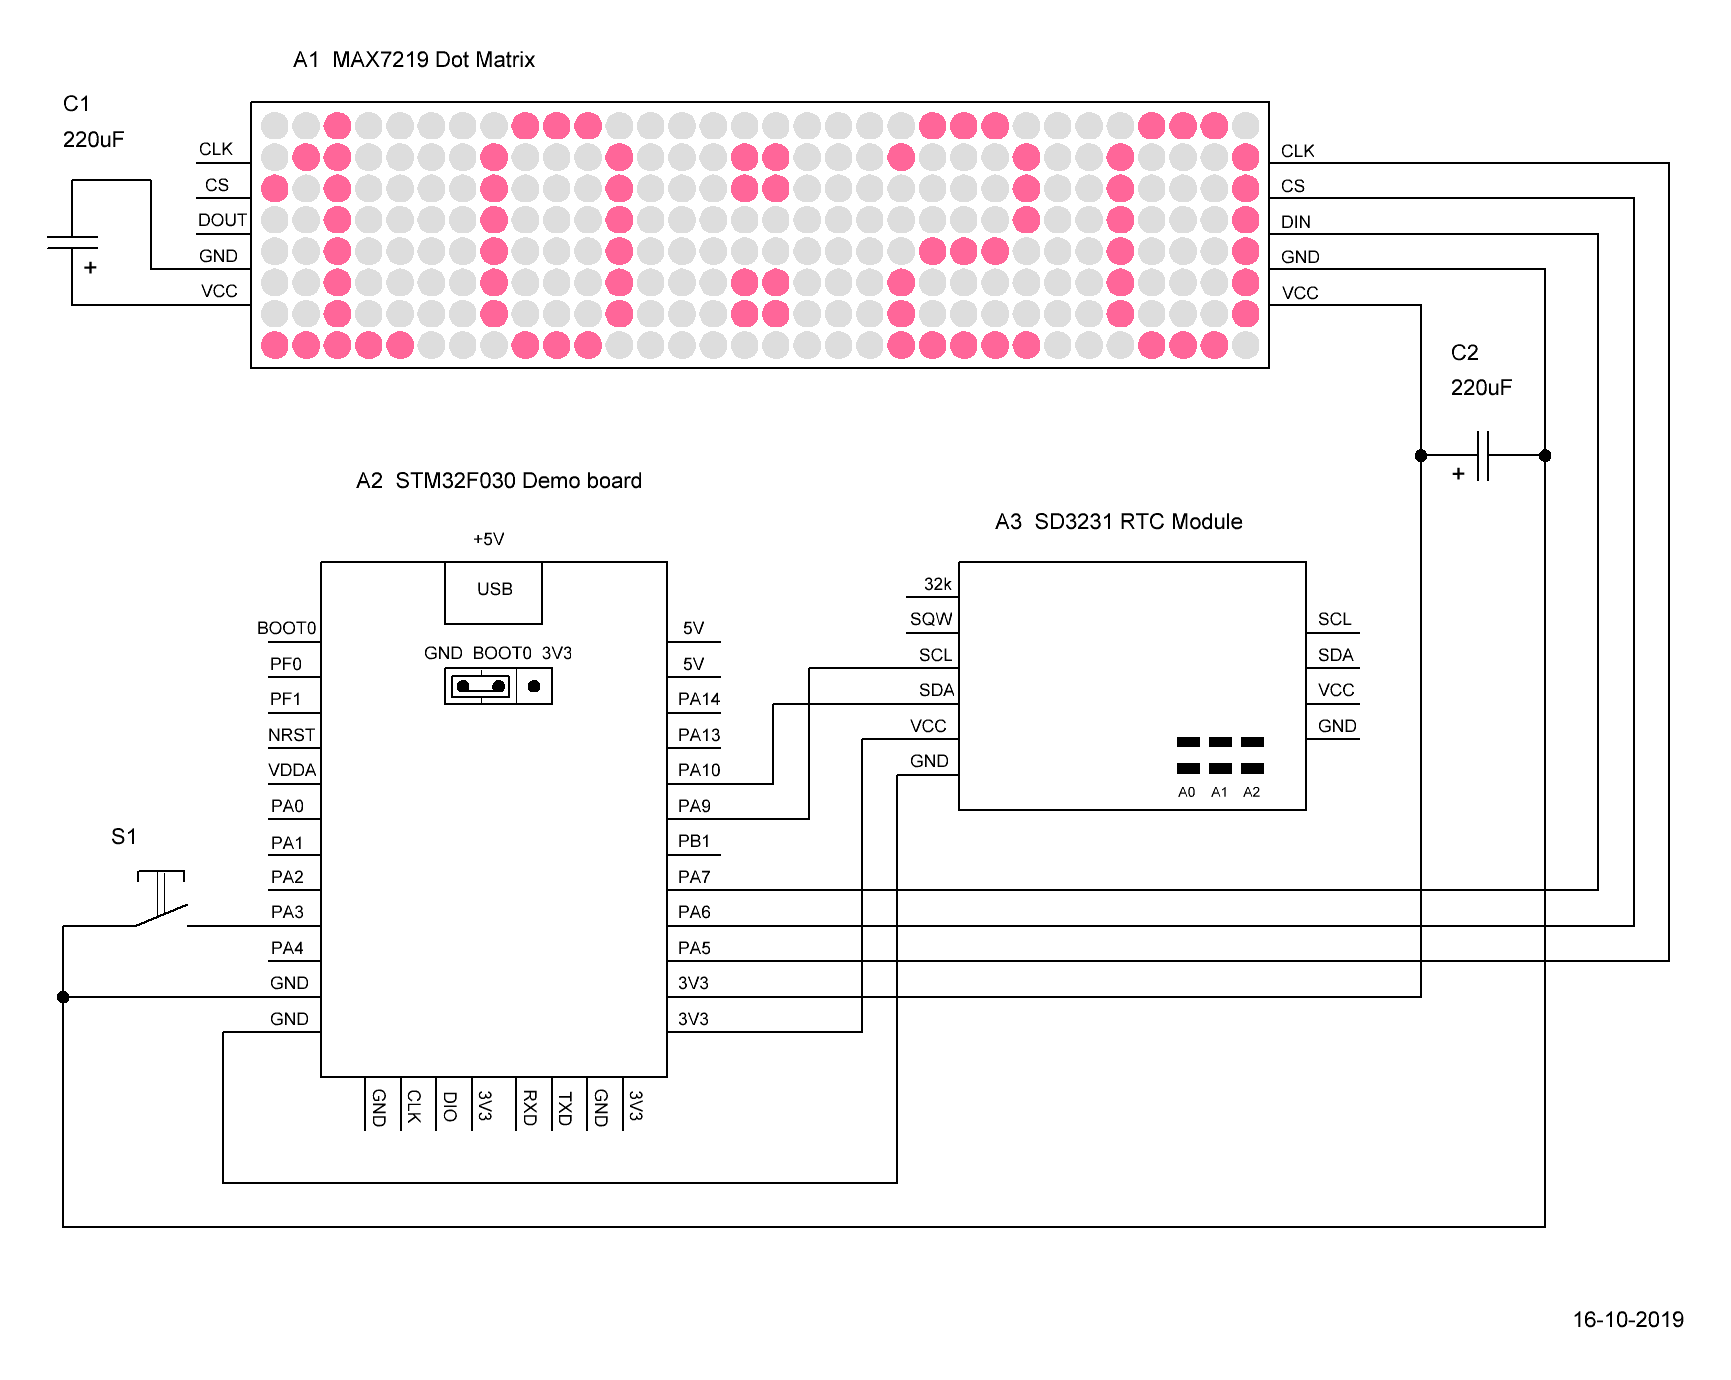 A1 MAX7219 Dot Matrix
C1
220uF
CLK
CS
DOUT
GND
VCC
10:20
CLK
CS
DIN
GND
VCC
C2
220uF
A2 STM32F030 Demo board
+5V
USB
GND BOOT0 3V3
BOOT0
PF0
PF1
NRST
VDDA
PA0
PA1
PA2
PA3
PA4
GND
GND
5V
5V
PA14
PA13
PA10
PA9
PB1
PA7
PA6
PA5
3V3
3V3
GND
CLK
DIO
3V3
RXD
TXD
GND
3V3
S1
A3 SD3231 RTC Module
32k
SQW
SCL
SDA
VCC
GND
SCL
SDA
VCC
GND
A0 A1 A2
16-10-2019